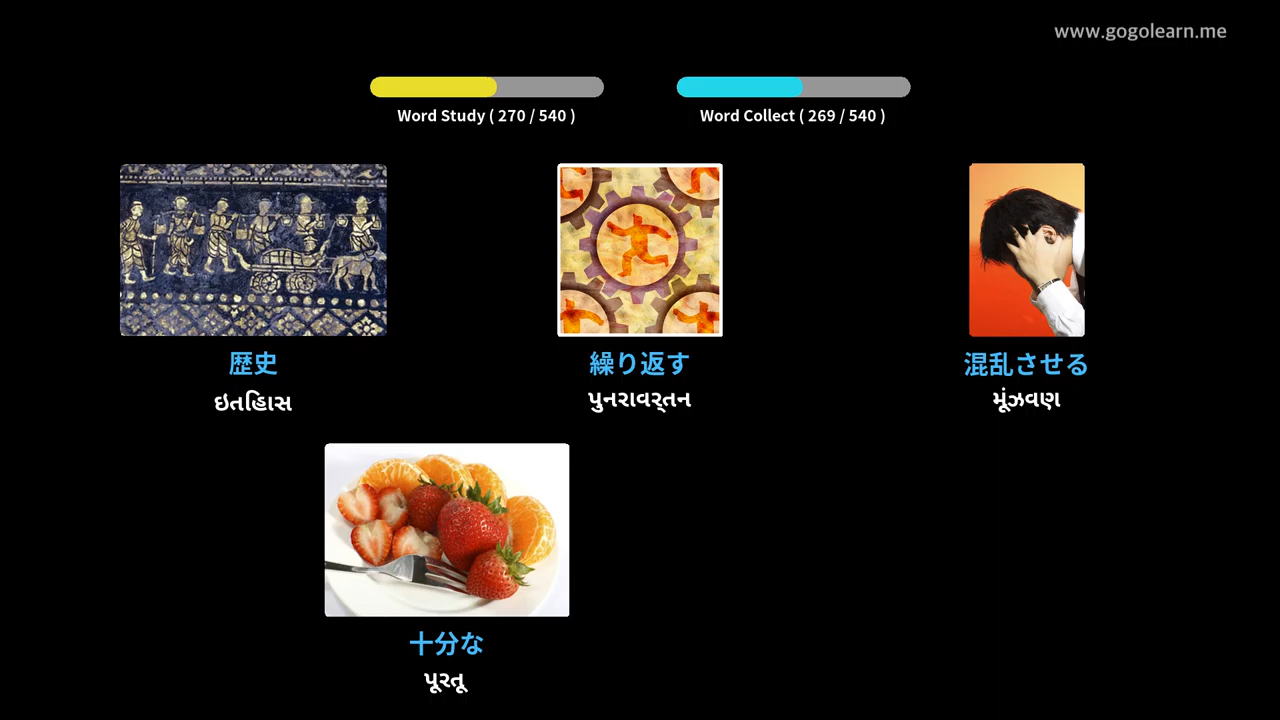 www.gogolearn.me
Word Study ( 270 / 540 )
Word Collect ( 269 / 540 )
歴史
ઇતિહાસ
繰り返す
પુનરાવર્તન
混乱させる
મૂંઝવણ
十分な
પૂરતૂ